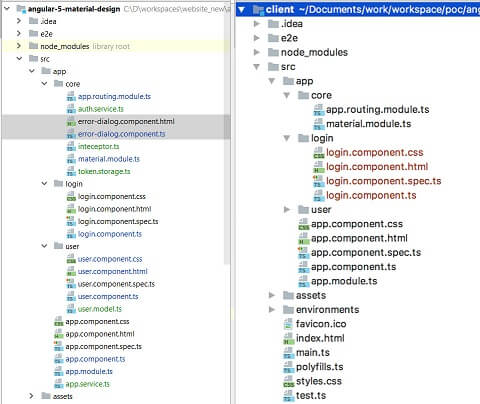 angular-5-material-design C:\D\workspaces\website_new\a
.idea
e2e
node_modules library root
src
app
core
app.routing.module.ts
auth.service.ts
error-dialog.component.html
error-dialog.component.ts
inteceptor.ts
material.module.ts
token.storage.ts
login
login.component.css
login.component.html
login.component.spec.ts
login.component.ts
user
user.component.css
user.component.html
user.component.spec.ts
user.component.ts
user.model.ts
app.component.css
app.component.html
app.component.spec.ts
app.component.ts
app.module.ts
app.service.ts
assets
client ~/Documents/work/workspace/poc/ang
.idea
e2e
node_modules
src
app
core
app.routing.module.ts
material.module.ts
login
login.component.css
login.component.html
login.component.spec.ts
login.component.ts
user
app.component.css
app.component.html
app.component.spec.ts
app.component.ts
app.module.ts
assets
environments
favicon.ico
index.html
main.ts
polyfills.ts
styles.css
test.ts